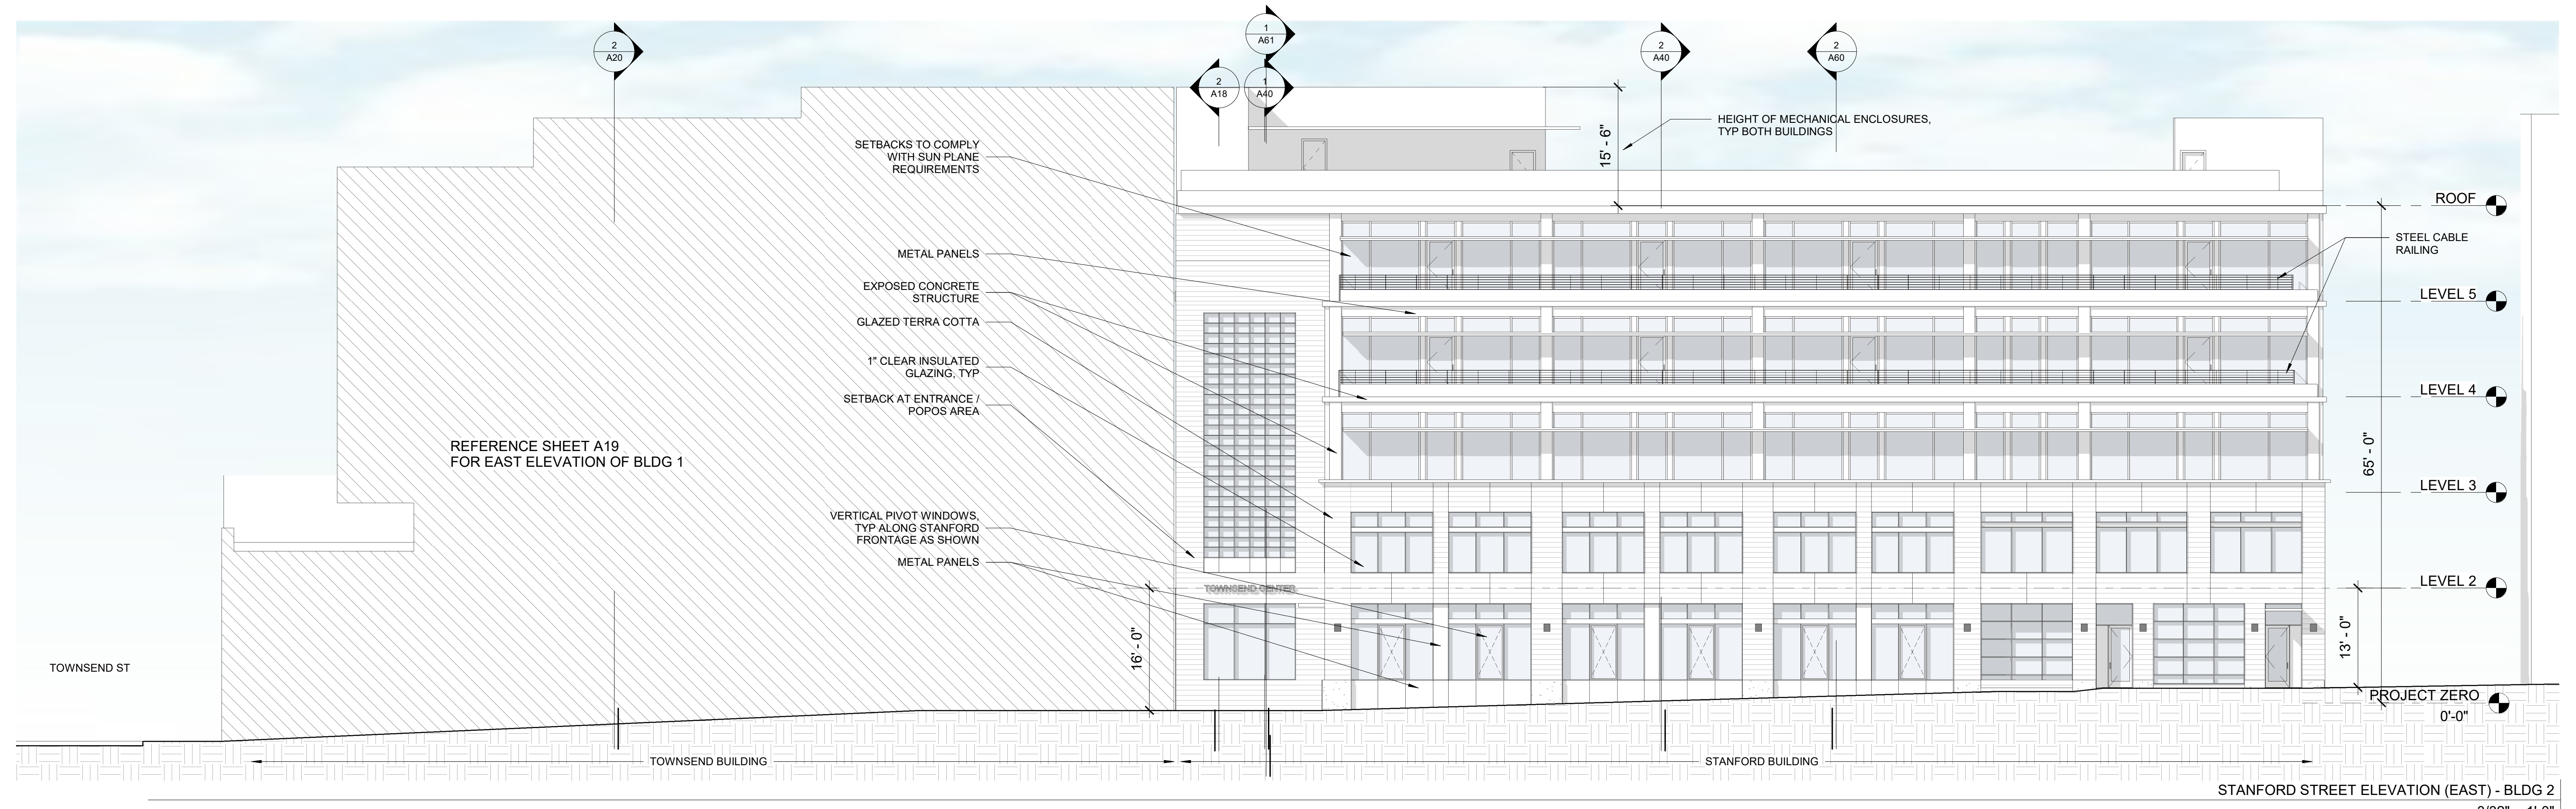 2
A20
1
A61
2
A18
1
A40
2
A40
2
A60
SETBACKS TO COMPLY
WITH SUN PLANE
REQUIREMENTS
15' - 6"
HEIGHT OF MECHANICAL ENCLOSURES,
TYP BOTH BUILDINGS
ROOF
STEEL CABLE
RAILING
METAL PANELS
EXPOSED CONCRETE
STRUCTURE
LEVEL 5
GLAZED TERRA COTTA
1" CLEAR INSULATED
GLAZING, TYP
SETBACK AT ENTRANCE /
POPOS AREA
LEVEL 4
REFERENCE SHEET A19
FOR EAST ELEVATION OF BLDG 1
65' - 0"
LEVEL 3
VERTICAL PIVOT WINDOWS,
TYP ALONG STANFORD
FRONTAGE AS SHOWN
METAL PANELS
LEVEL 2
TOWNSEND CENTER
16' - 0"
13' - 0"
TOWNSEND ST
PROJECT ZERO
0'-0"
TOWNSEND BUILDING
STANFORD BUILDING
STANFORD STREET ELEVATION (EAST) - BLDG 2